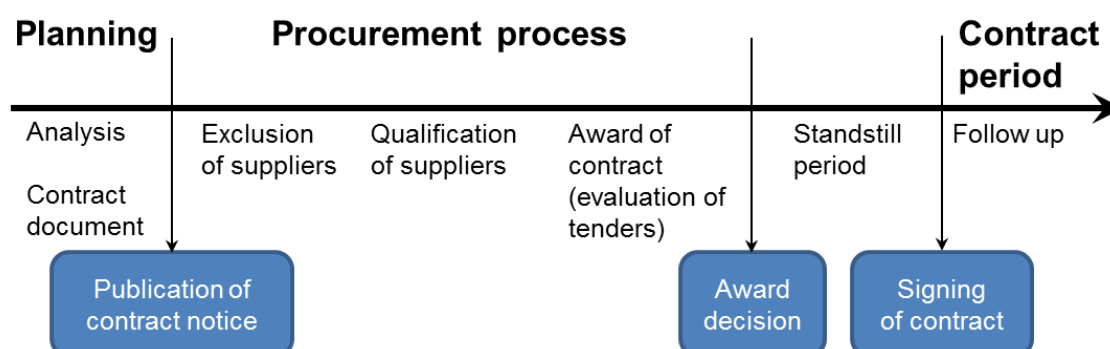 Planning
Procurement process
Contract
period
Analysis
Contract
document
Exclusion
of suppliers
Qualification
of suppliers
Award of
contract
(evaluation of
tenders)
Standstill
period
Follow up
Publication of
contract notice
Award
decision
Signing
of contract